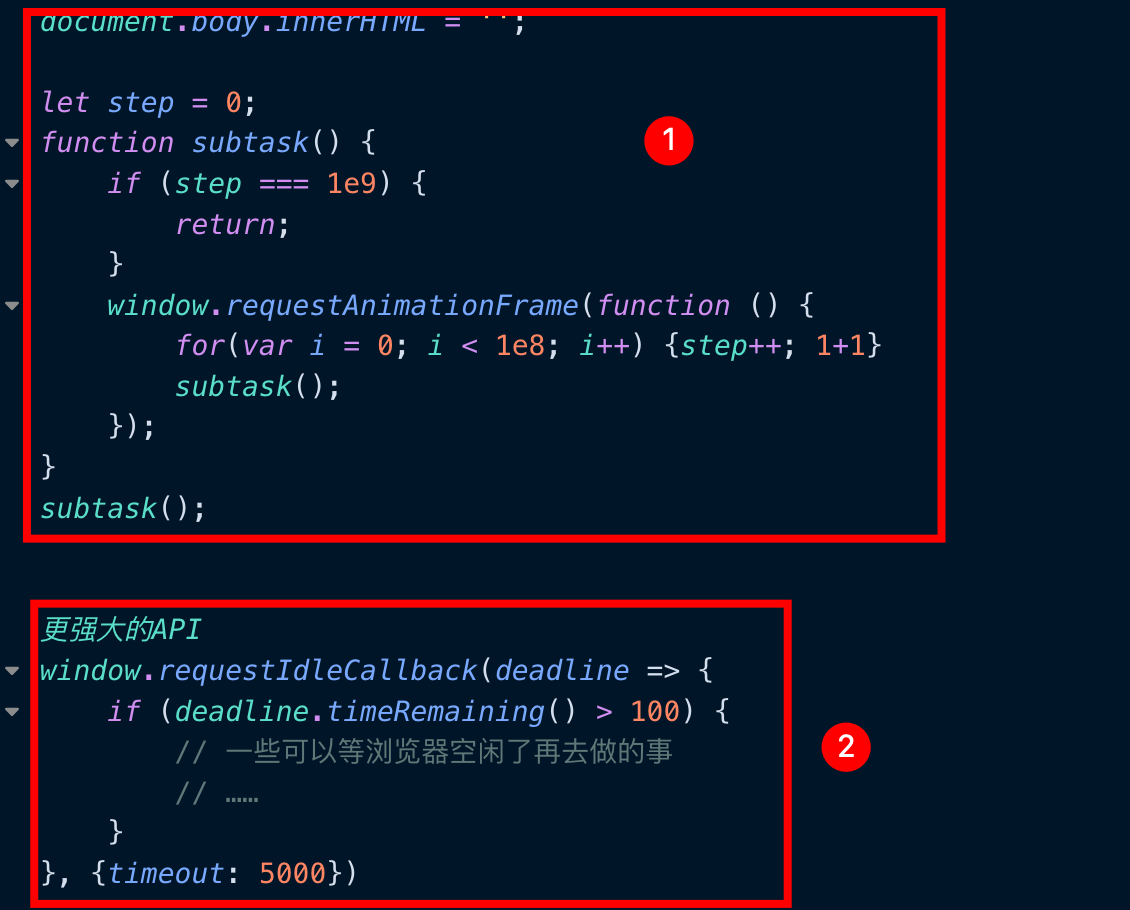 document.body.innerHTML = '';
let step = 0;
function subtask() {
if (step === 1e9) {
return;
}
window.requestAnimationFrame(function () {
for(var i = 0; i < 1e8; i++) {step++; 1+1}
subtask();
});
}
subtask();
1
更强大的API
window.requestIdleCallback(deadline => {
if (deadline.timeRemaining() > 100) {
// 一些可以等浏览器空闲了再去做的事
// ……
}
}, {timeout: 5000})
2